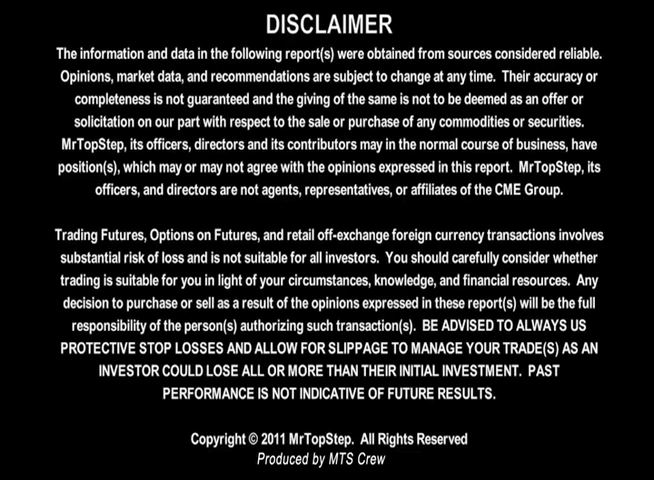 DISCLAIMER
The information and data in the following report(s) were obtained from sources considered reliable.
Opinions, market data, and recommendations are subject to change at any time.  Their accuracy or
completeness is not guaranteed and the giving of the same is not to be deemed as an offer or
solicitation on our part with respect to the sale or purchase of any commodities or securities.
MrTopStep, its officers, directors and its contributors may in the normal course of business, have
position(s), which may or may not agree with the opinions expressed in this report.  MrTopStep, its
officers, and directors are not agents, representatives, or affiliates of the CME Group.
Trading Futures, Options on Futures, and retail off-exchange foreign currency transactions involves
substantial risk of loss and is not suitable for all investors.  You should carefully consider whether
trading is suitable for you in light of your circumstances, knowledge, and financial resources.  Any
decision to purchase or sell as a result of the opinions expressed in these report(s) will be the full
responsibility of the person(s) authorizing such transaction(s).  BE ADVISED TO ALWAYS US
PROTECTIVE STOP LOSSES AND ALLOW FOR SLIPPAGE TO MANAGE YOUR TRADE(S) AS AN
INVESTOR COULD LOSE ALL OR MORE THAN THEIR INITIAL INVESTMENT.  PAST
PERFORMANCE IS NOT INDICATIVE OF FUTURE RESULTS.
Copyright © 2011 MrTopStep.  All Rights Reserved
Produced by MTS Crew